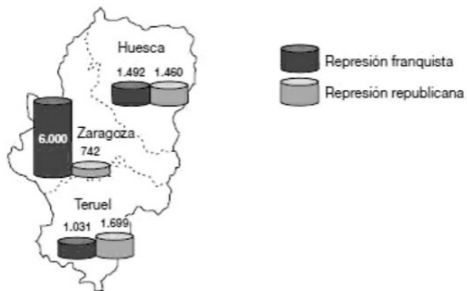 Huesca
1.492 1.460
Represión franquista
Represión republicana
6.000
Zaragoza
742
Teruel
1.031 1.699